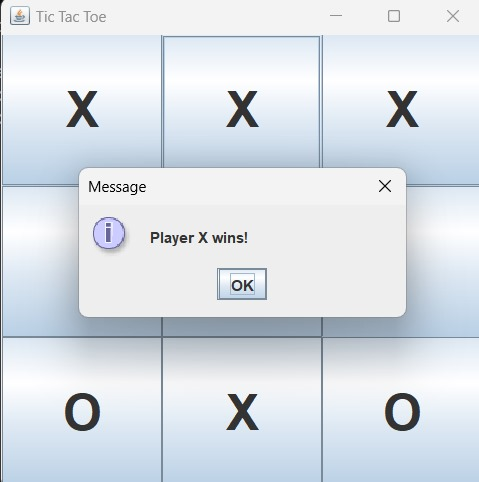 Tic Tac Toe
X X X
Message
Player X wins!
OK
O X O